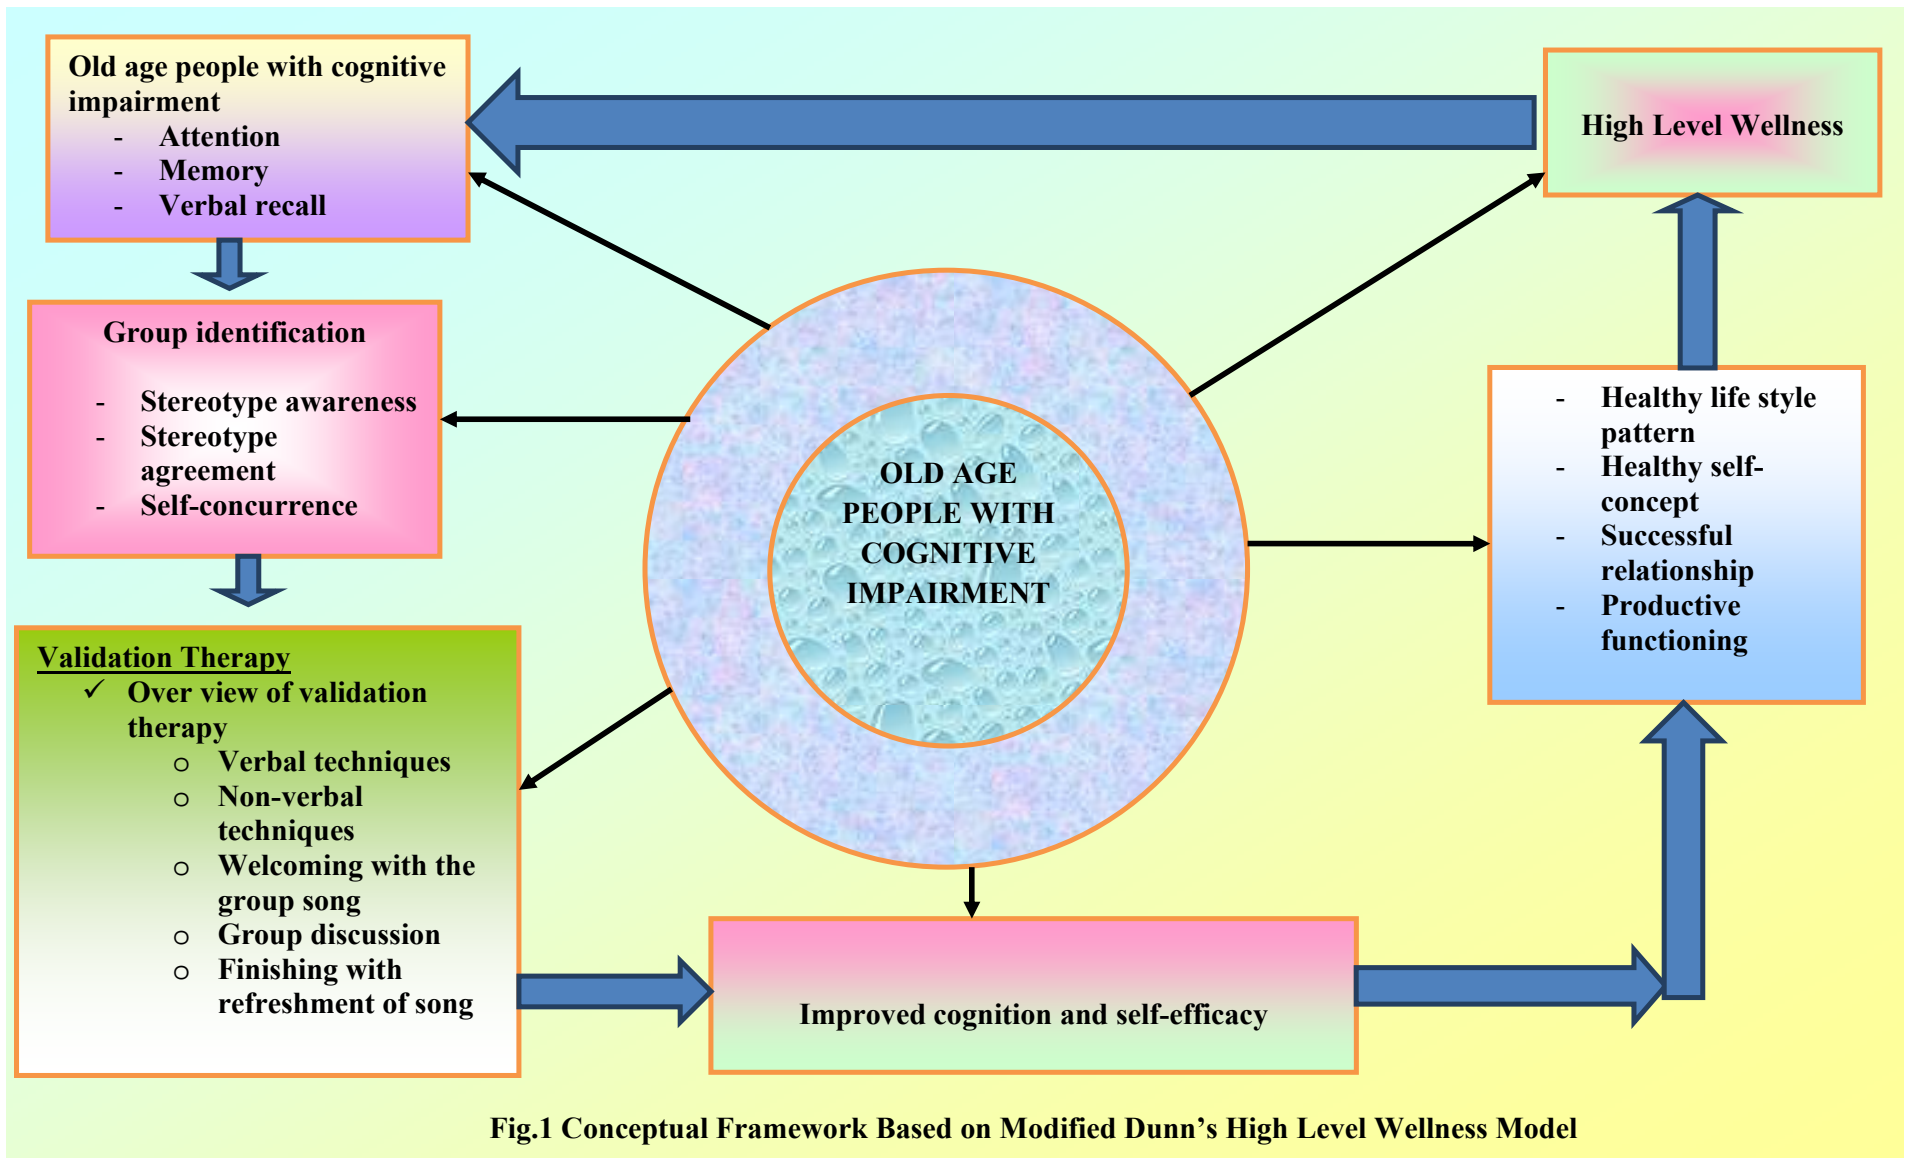 Old age people with cognitive
impairment
- Attention
- Memory
- Verbal recall
Group identification
- Stereotype awareness
- Stereotype
agreement
- Self-concurrence
Validation Therapy
✓ Over view of validation
therapy
o Verbal techniques
o Non-verbal
techniques
o Welcoming with the
group song
o Group discussion
o Finishing with
refreshment of song
OLD AGE
PEOPLE WITH
COGNITIVE
IMPAIRMENT
Improved cognition and self-efficacy
High Level Wellness
- Healthy life style
pattern
- Healthy self-
concept
- Successful
relationship
- Productive
functioning
Fig.1 Conceptual Framework Based on Modified Dunn’s High Level Wellness Model